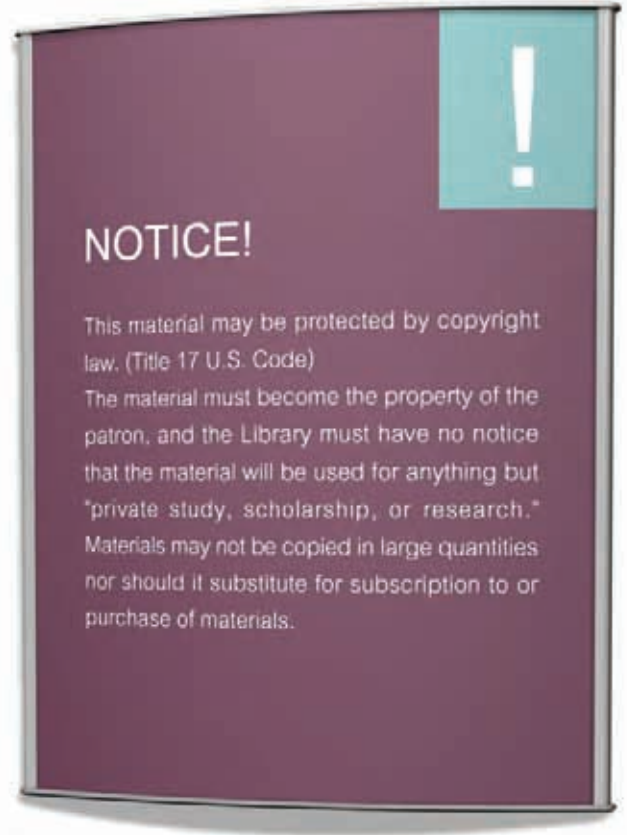 !
NOTICE!
This material may be protected by copyright
law. (Title 17 U.S. Code)
The material must become the property of the
patron, and the Library must have no notice
that the material will be used for anything but
"private study, scholarship, or research."
Materials may not be copied in large quantities
nor should it substitute for subscription to or
purchase of materials.